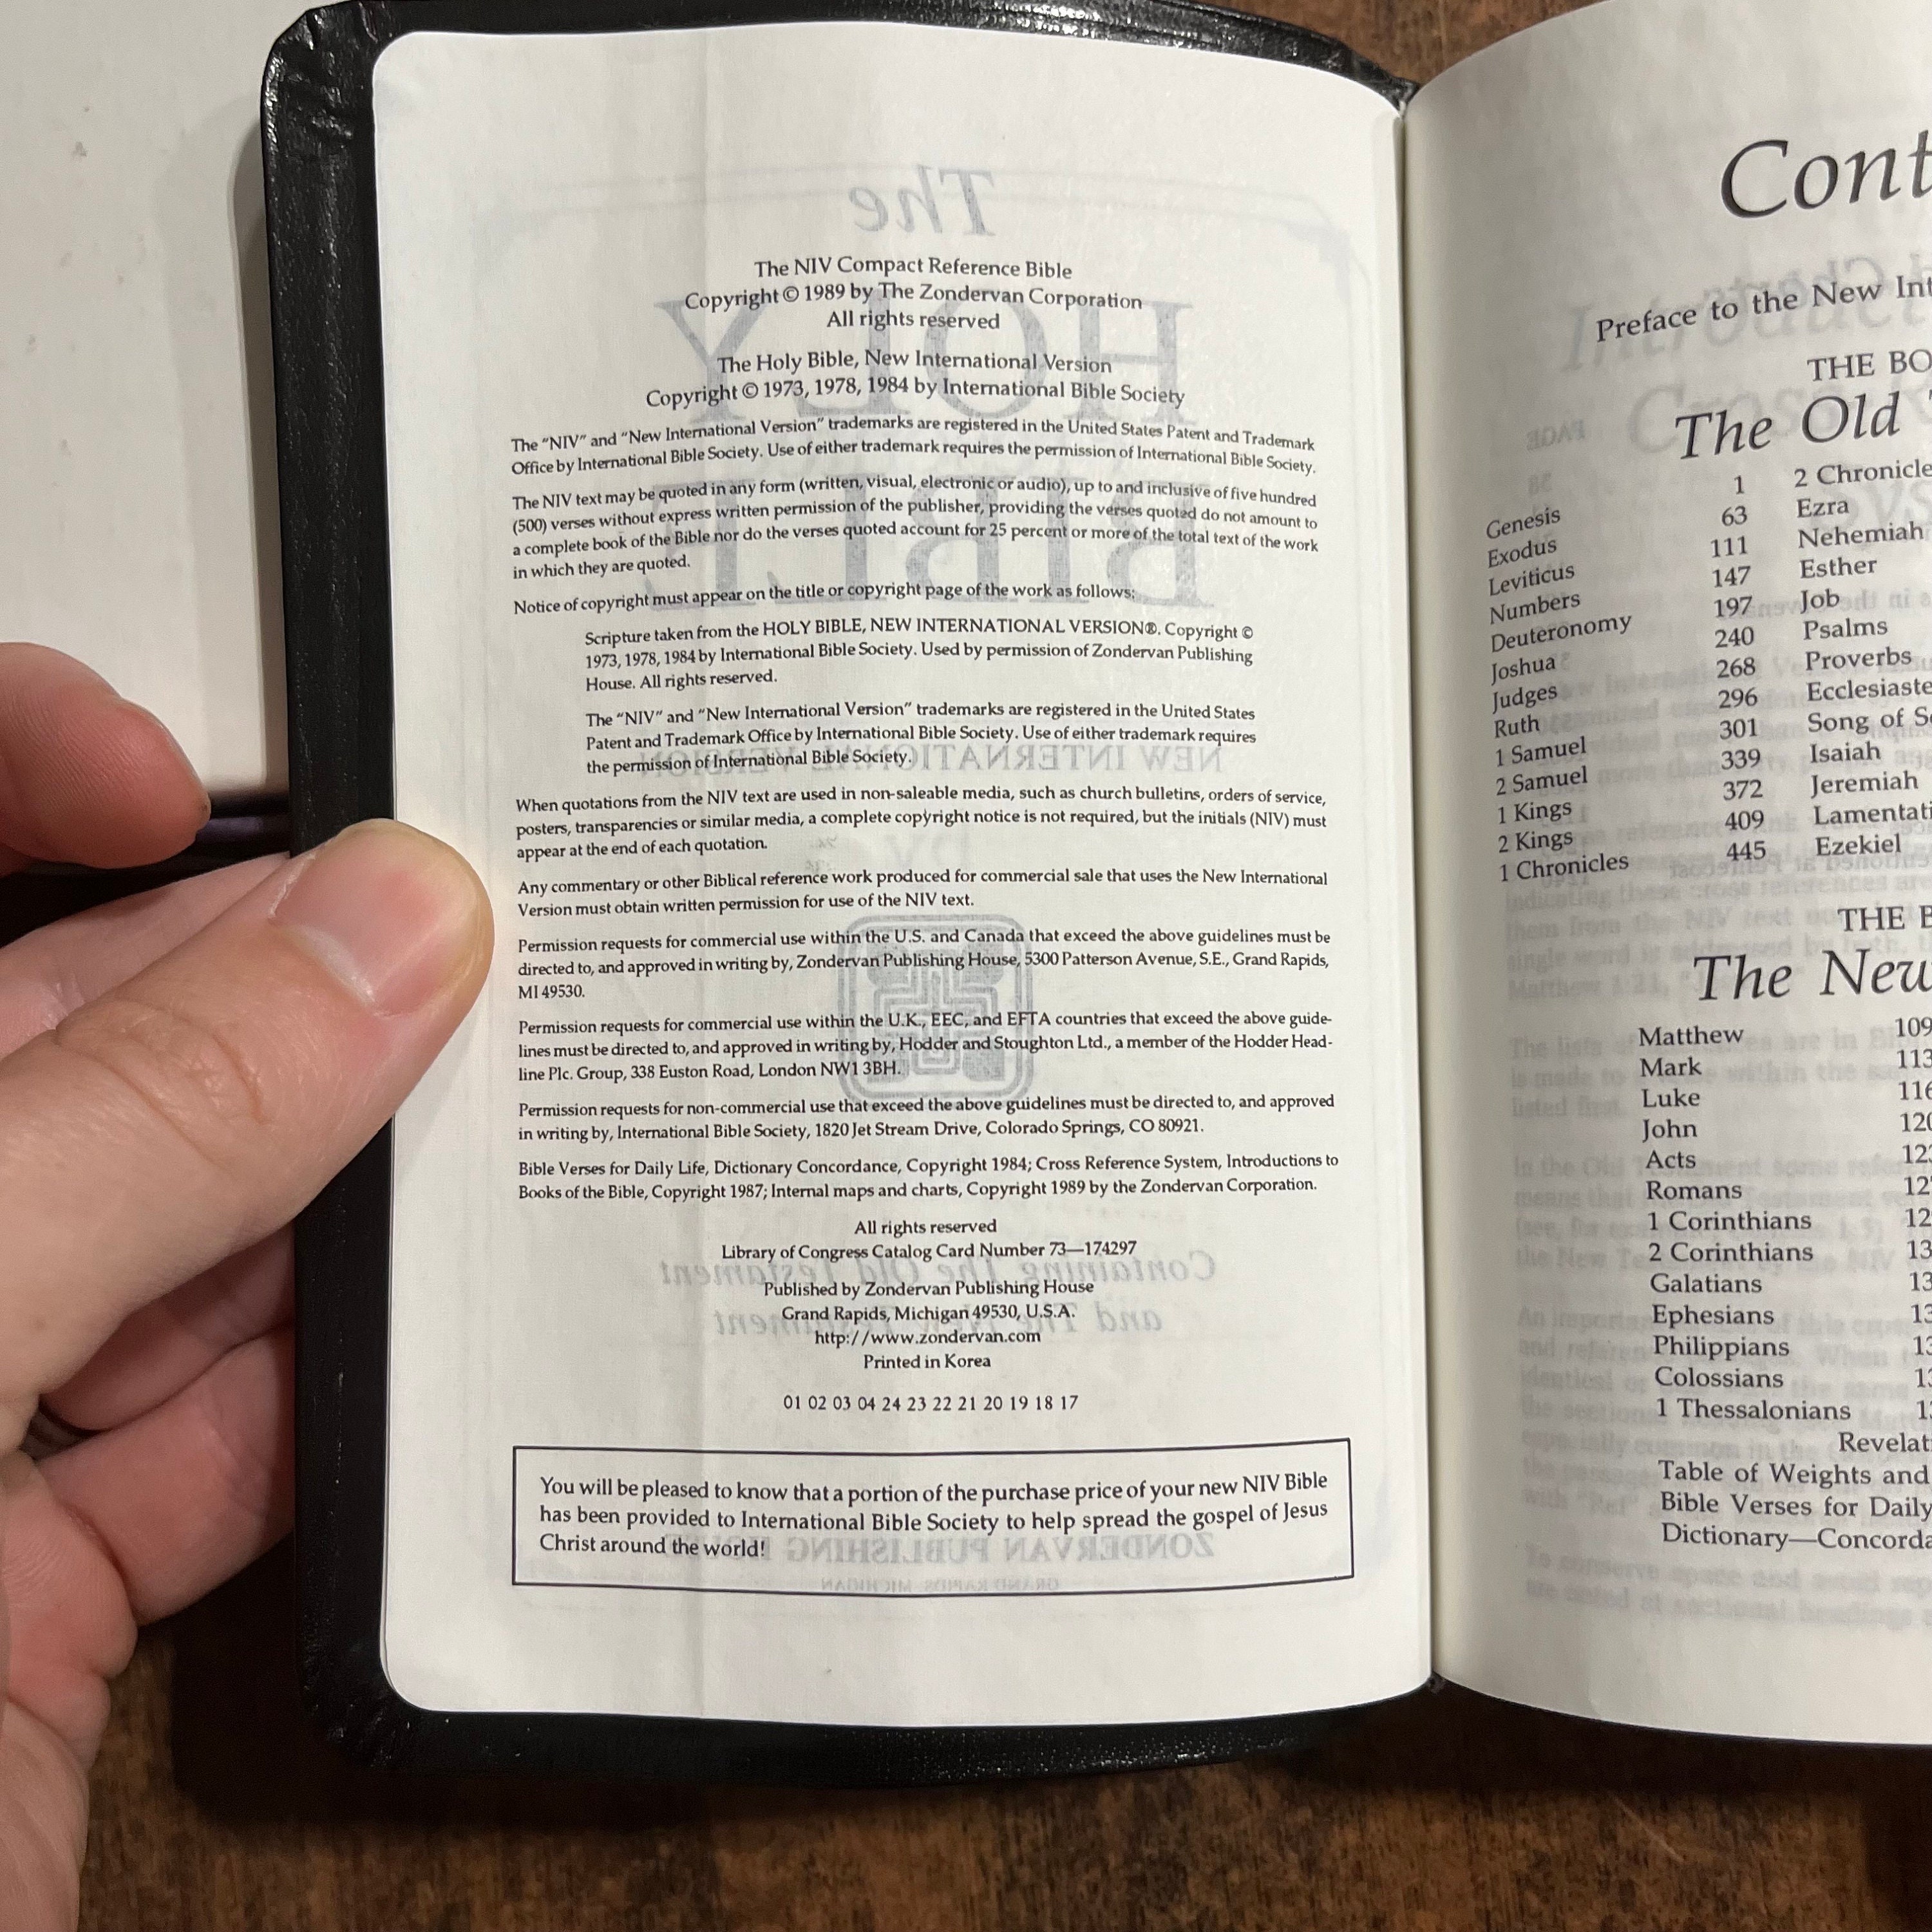 The NIV Compact Reference Bible
Copyright © 1989 by The Zondervan Corporation
All rights reserved
The Holy Bible, New International Version
Copyright © 1973, 1978, 1984 by International Bible Society
The “NIV” and “New International Version” trademarks are registered in the United States Patent and Trademark
Office by International Bible Society. Use of either trademark requires the permission of International Bible Society.
The NIV text may be quoted in any form (written, visual, electronic or audio), up to and inclusive of five hundred
(500) verses without express written permission of the publisher, providing the verses quoted do not amount to
a complete book of the Bible nor do the verses quoted account for 25 percent or more of the total text of the work
in which they are quoted.
Notice of copyright must appear on the title or copyright page of the work as follows:
Scripture taken from the HOLY BIBLE, NEW INTERNATIONAL VERSION®. Copyright ©
1973, 1978, 1984 by International Bible Society. Used by permission of Zondervan Publishing
House. All rights reserved.
The “NIV” and “New International Version” trademarks are registered in the United States
Patent and Trademark Office by International Bible Society. Use of either trademark requires
the permission of International Bible Society.
When quotations from the NIV text are used in non-saleable media, such as church bulletins, orders of service,
posters, transparencies or similar media, a complete copyright notice is not required, but the initials (NIV) must
appear at the end of each quotation.
Any commentary or other Biblical reference work produced for commercial sale that uses the New International
Version must obtain written permission for use of the NIV text.
Permission requests for commercial use within the U.S. and Canada that exceed the above guidelines must be
directed to, and approved in writing by, Zondervan Publishing House, 5300 Patterson Avenue, S.E., Grand Rapids,
MI 49530.
Permission requests for commercial use within the U.K., EEC, and EFTA countries that exceed the above guide-
lines must be directed to, and approved in writing by, Hodder and Stoughton Ltd., a member of the Hodder Head-
line Plc. Group, 338 Euston Road, London NW1 3BH.
Permission requests for non-commercial use that exceed the above guidelines must be directed to, and approved
in writing by, International Bible Society, 1820 Jet Stream Drive, Colorado Springs, CO 80921.
Bible Verses for Daily Life, Dictionary Concordance, Copyright 1984; Cross Reference System, Introductions to
Books of the Bible, Copyright 1987; Internal maps and charts, Copyright 1989 by the Zondervan Corporation.
All rights reserved
Library of Congress Catalog Card Number 73—174297
Published by Zondervan Publishing House
Grand Rapids, Michigan 49530, U.S.A.
http://www.zondervan.com
Printed in Korea
01 02 03 04 24 23 22 21 20 19 18 17
You will be pleased to know that a portion of the purchase price of your new NIV Bible
has been provided to International Bible Society to help spread the gospel of Jesus
Christ around the world!
Cont
Preface to the New Int
THE BO
The Old
Genesis 1 2 Chronicle
Exodus 63 Ezra
Leviticus 111 Nehemiah
Numbers 147 Esther
Deuteronomy 197 Job
Joshua 240 Psalms
Judges 268 Proverbs
Ruth 296 Ecclesiaste
1 Samuel 301 Song of S
2 Samuel 339 Isaiah
1 Kings 372 Jeremiah
2 Kings 409 Lamentati
1 Chronicles 445 Ezekiel
THE B
The New
Matthew 109
Mark 113
Luke 116
John 120
Acts 12
Romans 12
1 Corinthians 12
2 Corinthians 13
Galatians 13
Ephesians 13
Philippians 13
Colossians 13
1 Thessalonians 1
Revelat
Table of Weights and
Bible Verses for Daily
Dictionary—Concorda